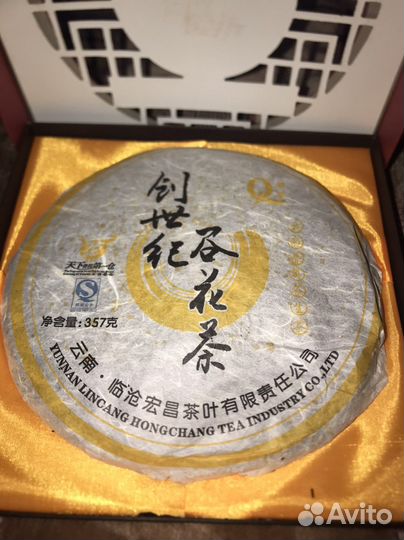 创世纪
谷花茶
天下 第一仓
净含量:357克
云南·临沧宏昌茶叶有限责任公司
YUNNAN LINCANG HONGCHANG TEA INDUSTRY CO.,LTD
Avito